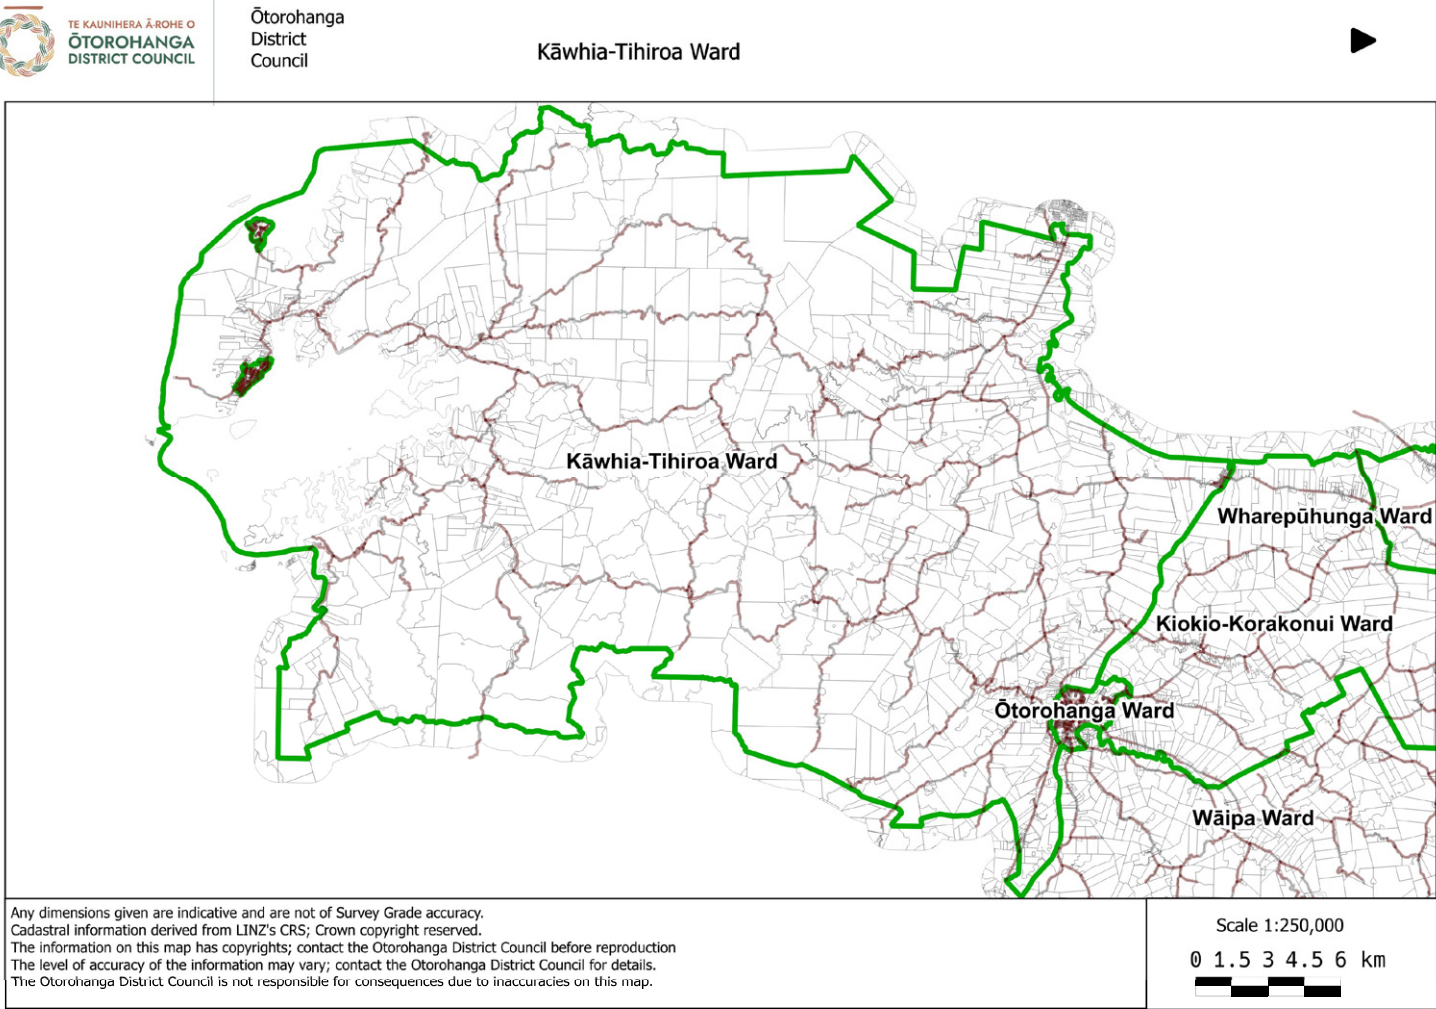 TE KAUNIHERA Ā-ROHE O
ŌTOROHANGA
DISTRICT COUNCIL
Ōtorohanga
District
Council
Kāwhia-Tihiroa Ward
Kāwhia-Tihiroa Ward
Wharepūhunga Ward
Kiokio-Korakonui Ward
Ōtorohanga Ward
Wāipa Ward
Any dimensions given are indicative and are not of Survey Grade accuracy.
Cadastral information derived from LINZ's CRS; Crown copyright reserved.
The information on this map has copyrights; contact the Otorohanga District Council before reproduction
The level of accuracy of the information may vary; contact the Otorohanga District Council for details.
The Otorohanga District Council is not responsible for consequences due to inaccuracies on this map.
Scale 1:250,000
0 1.5 3 4.5 6 km